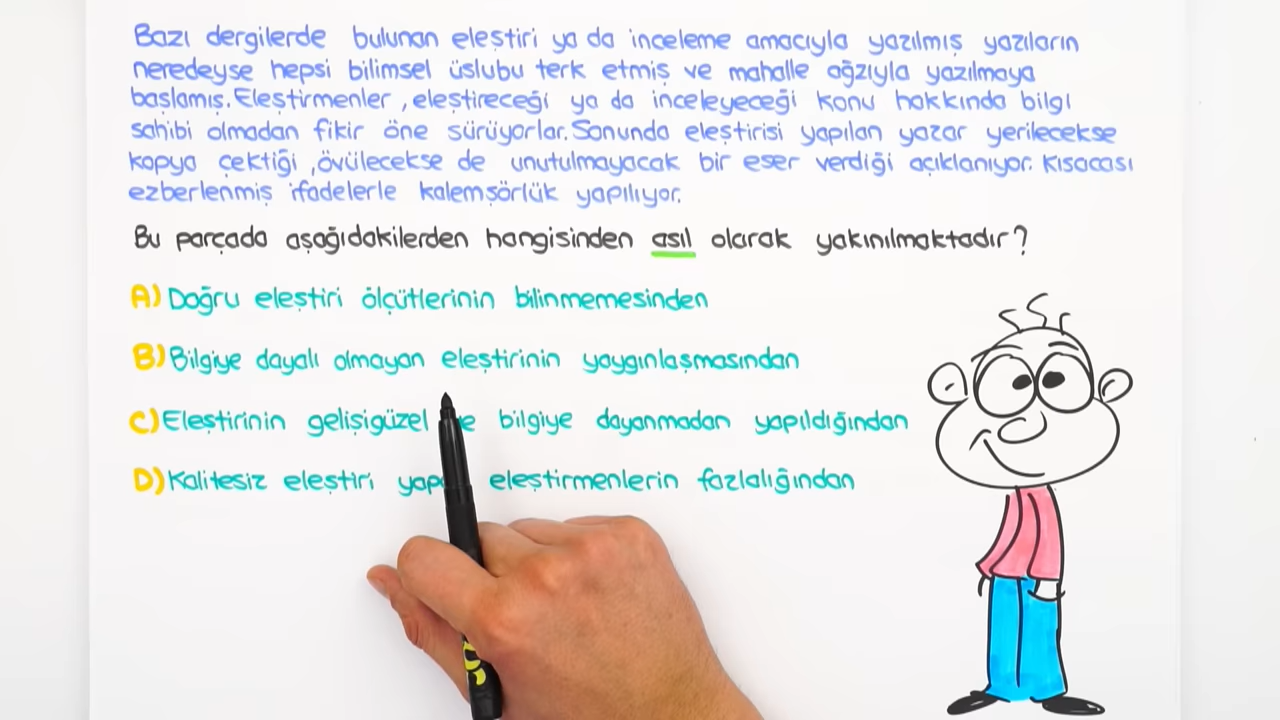 Bazı dergilerde bulunan eleştiri ya da inceleme amacıyla yazılmış yazıların
neredeyse hepsi bilimsel üslubu terk etmiş ve mahalle ağzıyla yazılmaya
başlamış. Eleştirmenler, eleştireceği ya da inceleyeceği konu hakkında bilgi
sahibi olmadan fikir öne sürüyorlar. Sonunda eleştirisi yapılan yazar yerilecekse
kopya çektiği, övülecekse de unutulmayacak bir eser verdiği açıklanıyor. Kısacası
ezberlenmiş ifadelerle kalemşörlük yapılıyor.
Bu parçada aşağıdakilerden hangisinden asıl olarak yakınılmaktadır?
A) Doğru eleştiri ölçütlerinin bilinmemesinden
B) Bilgiye dayalı olmayan eleştirinin yaygınlaşmasından
C) Eleştirinin gelişigüzel bilgiye dayanmadan yapıldığından
D) Kalitesiz eleştiri eleştirmenlerin fazlalığından